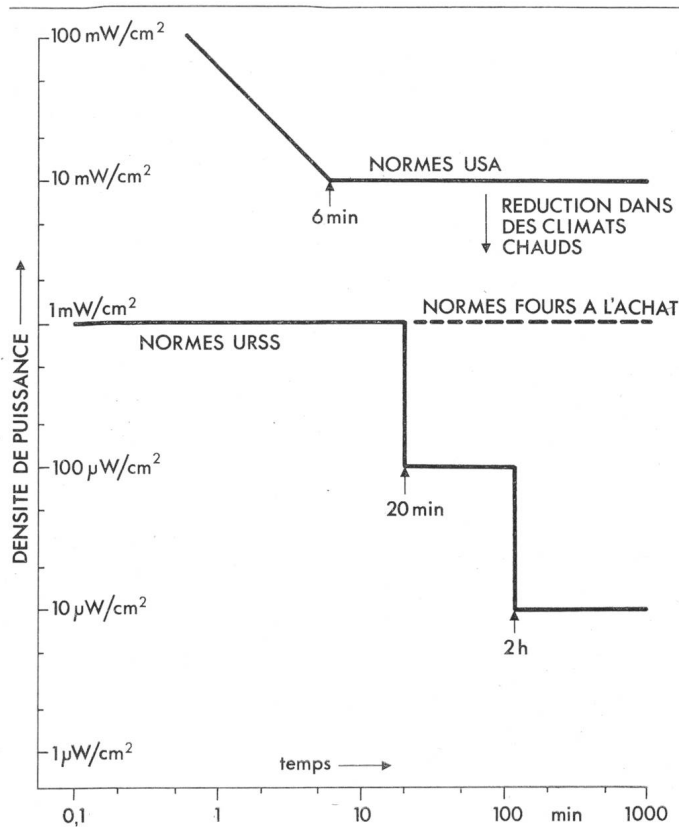 100 mW/cm²
10 mW/cm²
NORMES USA
6 min
REDUCTION DANS
DES CLIMATS
CHAUDS
1 mW/cm²
NORMES FOURS A L'ACHAT
NORMES URSS
DENSITE DE PUISSANCE
100 µW/cm²
20 min
10 µW/cm²
2 h
1 µW/cm²
temps
0,1
1
10
100
min
1000